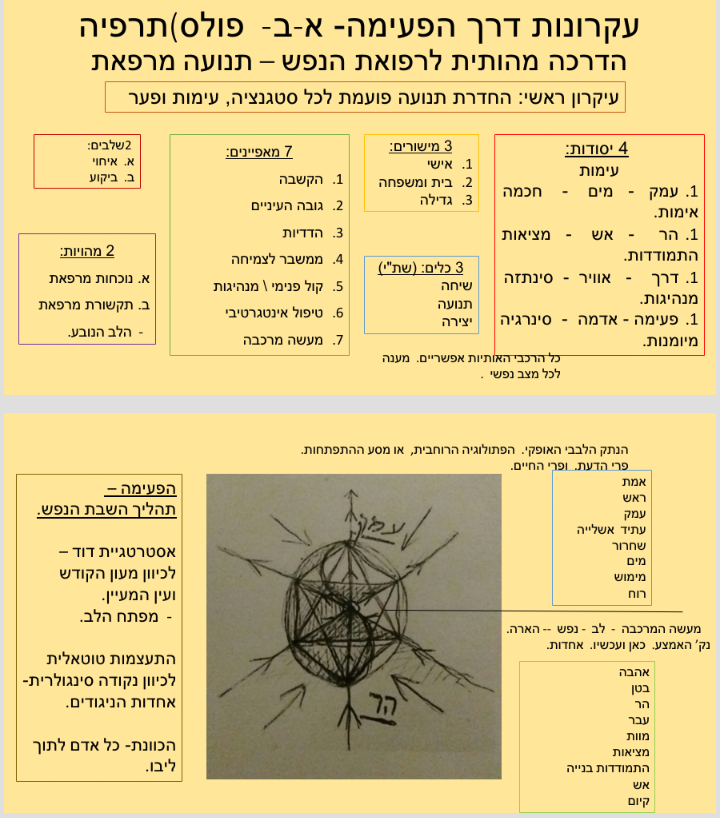 עקרונות דרך הפעימה- א-ב- פולס)תרפיה
הדרכה מהותית לרפואת הנפש – תנועה מרפאת
עיקרון ראשי: החדרת תנועה פועמת לכל סטגנציה, עימות ופער
4 יסודות:
עימות
1. עמק - מים - חכמה
אימות.
1. הר - אש - מציאות
התמודדות.
1. דרך - אוויר - סינתזה
מנהיגות.
1. פעימה - אדמה - סינרגיה
מיומנות.
3 מישורים:
1. אישי
2. בית ומשפחה
3. גדילה
3 כלים: (שת"י)
שיחה
תנועה
יצירה
כל הרכבי האותיות אפשריים. מענה
לכל מצב נפשי .
7 מאפיינים:
1. הקשבה
2. גובה העיניים
3. הדדיות
4. ממשבר לצמיחה
5. קול פנימי \ מנהיגות
6. טיפול אינטגרטיבי
7. מעשה מרכבה
2שלבים:
א. איחוי
ב. ביקוע
2 מהויות:
א. נוכחות מרפאת
ב. תקשורת מרפאת
- הלב הנובע.
הנתק הלבבי האופקי. הפתולוגיה הרוחבית, או מסע ההתפתחות.
פרי הדעת. ופרי החיים.
אמת
ראש
עמק
עתיד אשלייה
שחרור
מים
מימוש
רוח
מעשה המרכבה - לב - נפש -- הארה.
נק' האמצע. כאן ועכשיו. אחדות.
אהבה
בטן
הר
עבר
מוות
מציאות
התמודדות בנייה
אש
קיום
עמק
הר
הפעימה –
תהליך השבת הנפש.
אסטרטגיית דוד –
לכיוון מעון הקודש
ועין המעיין.
- מפתח הלב.
התעצמות טוטאלית
לכיוון נקודה סינגולרית-
אחדות הניגודים.
הכוונת- כל אדם לתוך
ליבו.